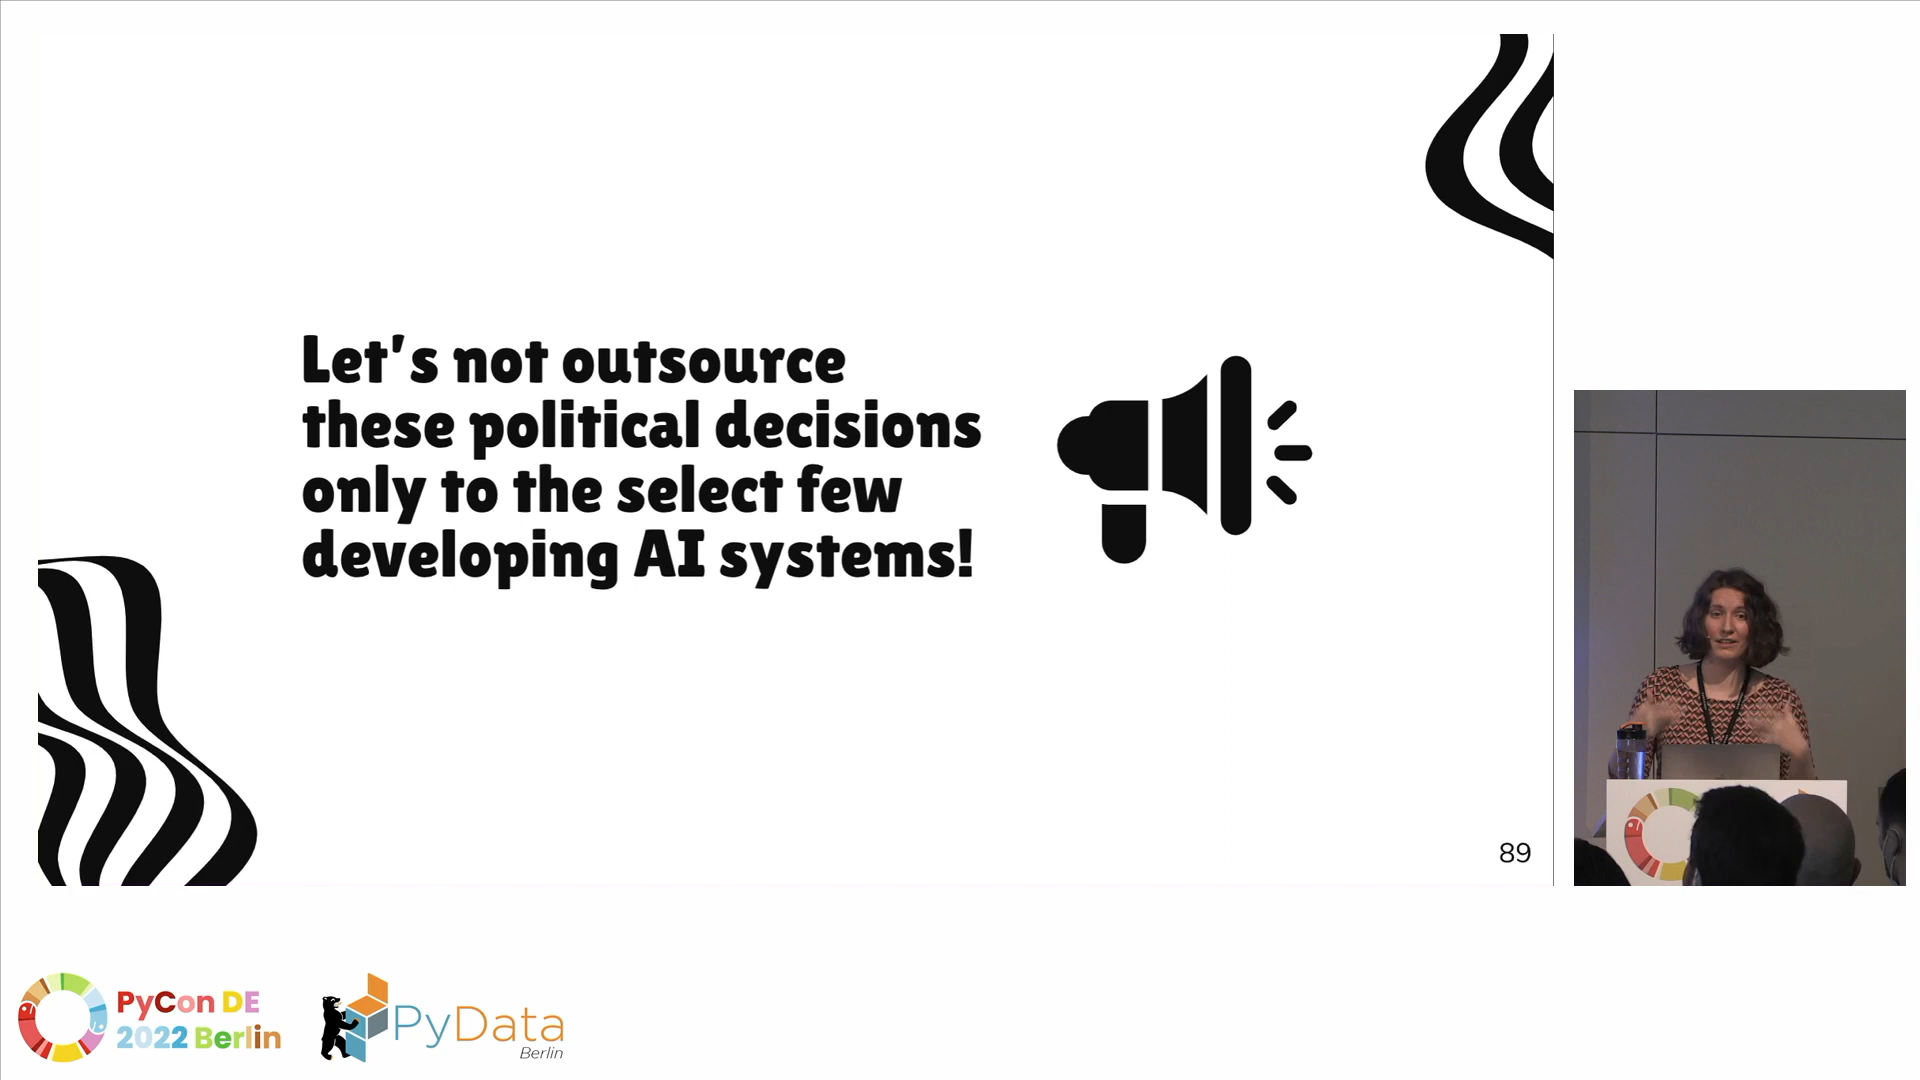 Let's not outsource
these political decisions
only to the select few
developing AI systems!
89
PyCon DE
2022 Berlin
PyData
Berlin